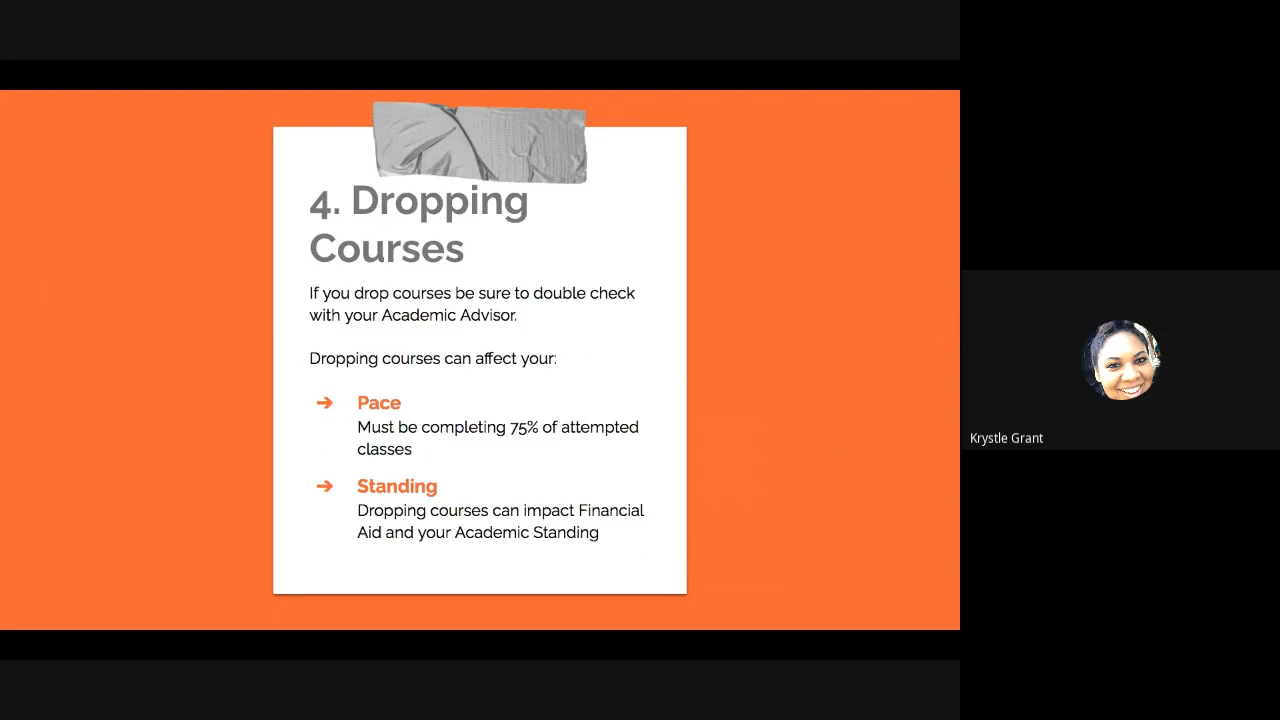 4. Dropping
Courses
If you drop courses be sure to double check
with your Academic Advisor.
Dropping courses can affect your:
➔ Pace
Must be completing 75% of attempted
classes
➔ Standing
Dropping courses can impact Financial
Aid and your Academic Standing
Krystle Grant